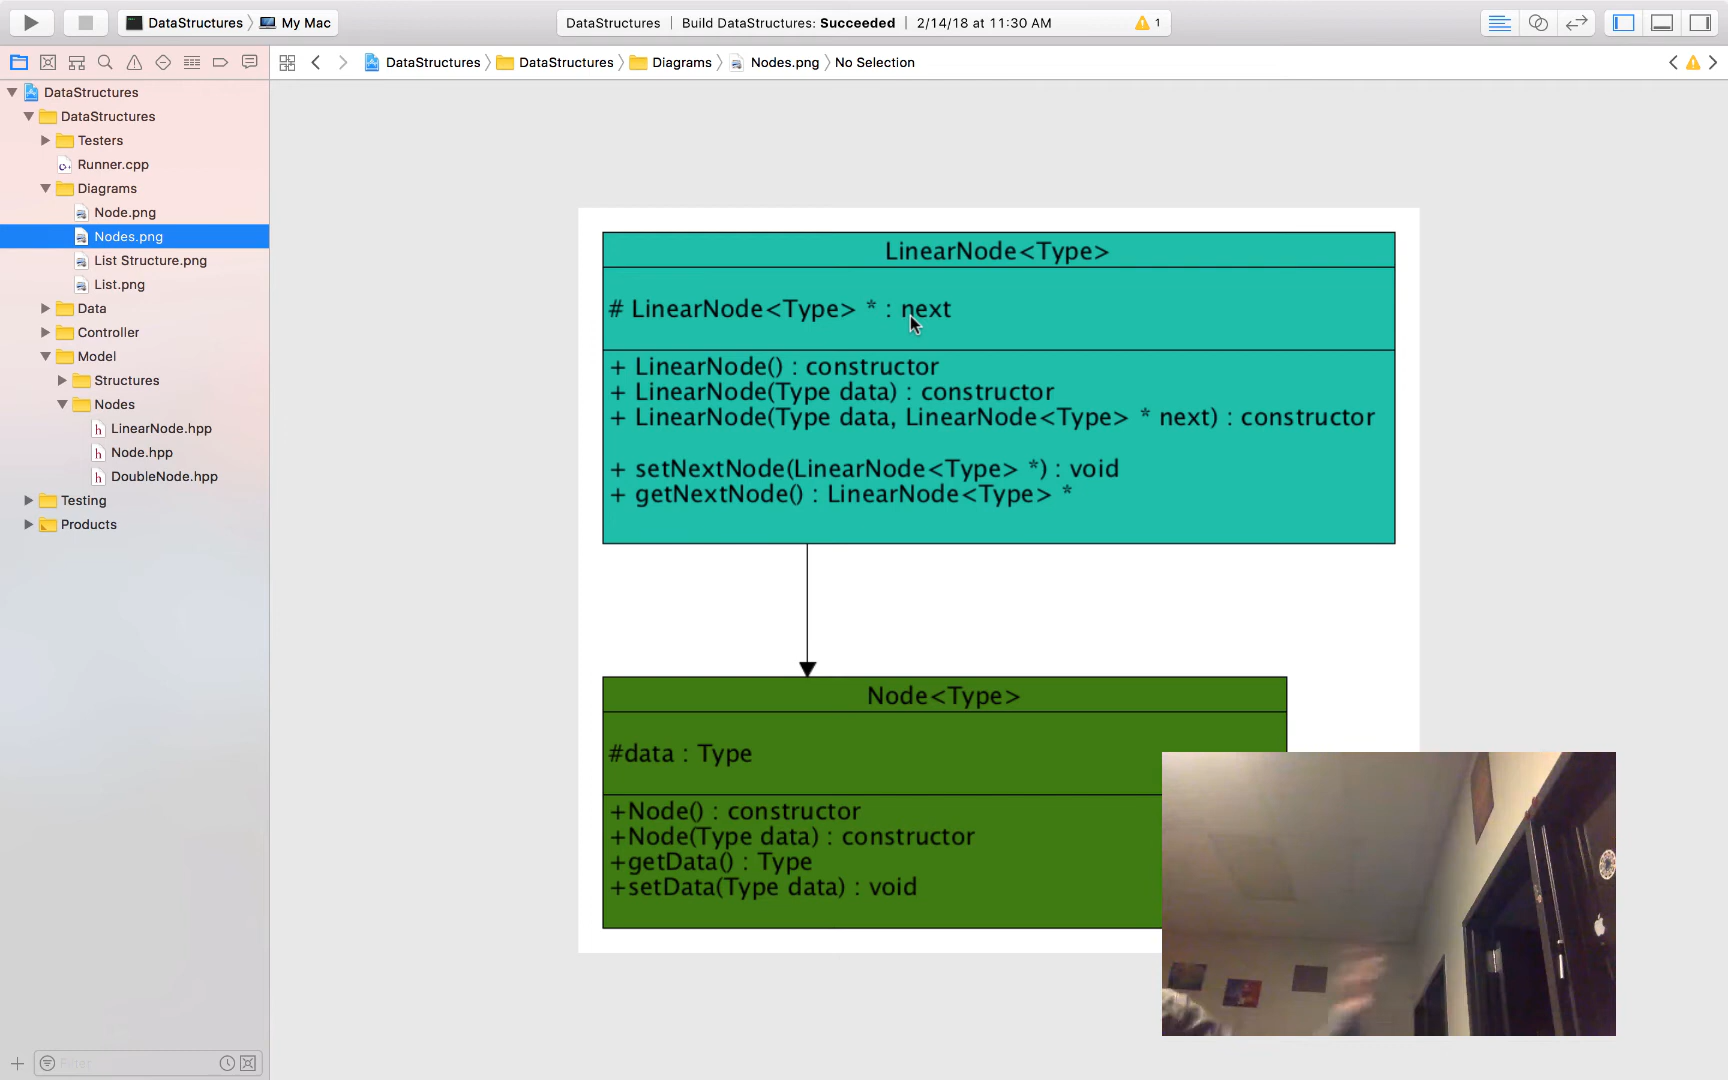 DataStructures My Mac
DataStructures | Build DataStructures: Succeeded | 2/14/18 at 11:30 AM 1
DataStructures DataStructures Diagrams Nodes.png No Selection
DataStructures
DataStructures
Testers
Runner.cpp
Diagrams
Node.png
Nodes.png
List Structure.png
List.png
Data
Controller
Model
Structures
Nodes
LinearNode.hpp
Node.hpp
DoubleNode.hpp
Testing
Products
Filter
LinearNode<Type>
# LinearNode<Type> * : next
+ LinearNode() : constructor
+ LinearNode(Type data) : constructor
+ LinearNode(Type data, LinearNode<Type> * next) : constructor
+ setNextNode(LinearNode<Type> *) : void
+ getNextNode() : LinearNode<Type> *
Node<Type>
#data : Type
+Node() : constructor
+Node(Type data) : constructor
+getData() : Type
+setData(Type data) : void